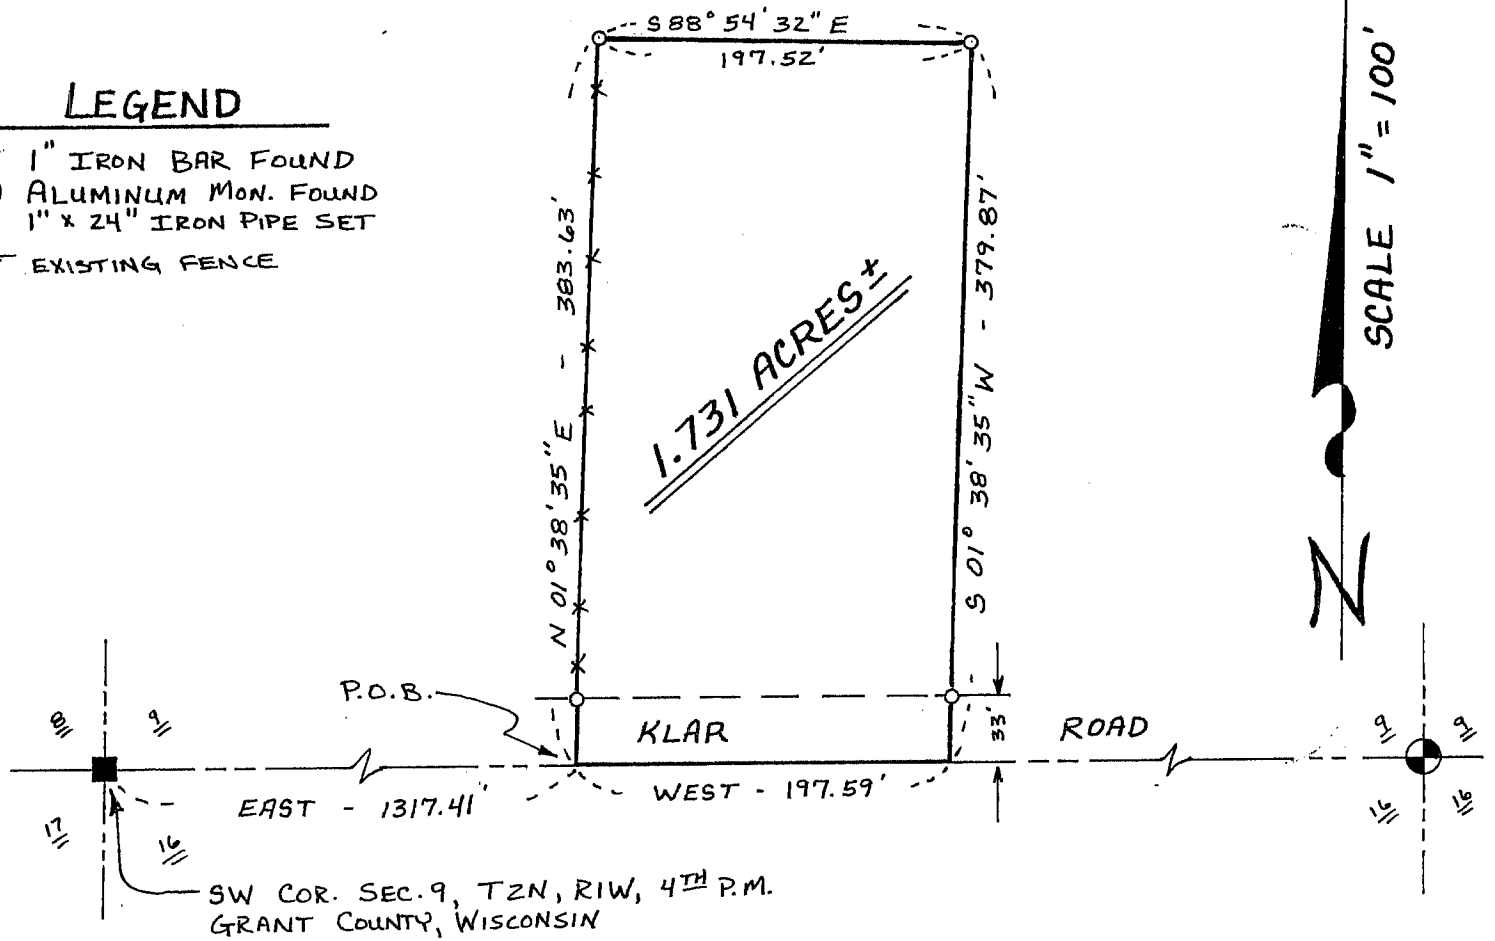 S 88° 54' 32" E
197.52'
LEGEND
1" IRON BAR FOUND
ALUMINUM MON. FOUND
1" x 24" IRON PIPE SET
EXISTING FENCE
N 01° 38' 35" E - 383.63'
1.731 ACRES ±
S 01° 38' 35" W - 379.87'
SCALE 1" = 100'
N
P.O.B.
KLAR
33'
ROAD
8
9
9
9
EAST - 1317.41'
WEST - 197.59'
17
16
16
16
SW COR. SEC. 9, T2N, R1W, 4TH P.M.
GRANT COUNTY, WISCONSIN